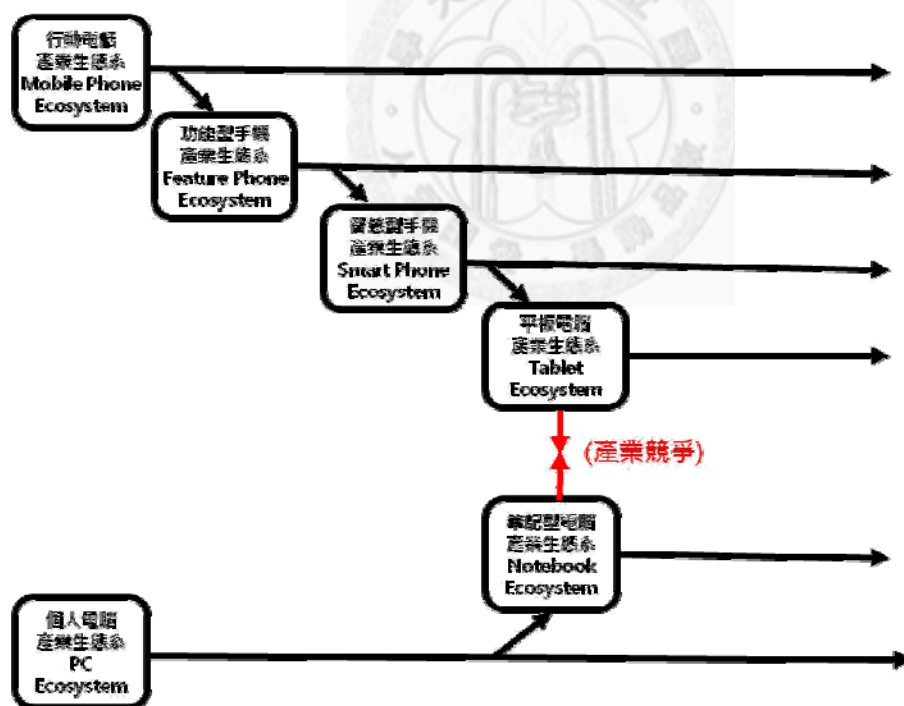 行動電話
產業生態系
Mobile Phone
Ecosystem
功能型手機
產業生態系
Feature Phone
Ecosystem
智慧型手機
產業生態系
Smart Phone
Ecosystem
平板電腦
產業生態系
Tablet
Ecosystem
(產業競爭)
筆記型電腦
產業生態系
Notebook
Ecosystem
個人電腦
產業生態系
PC
Ecosystem